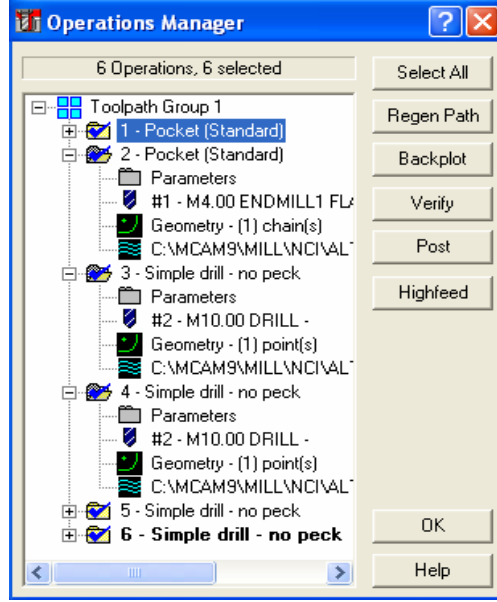 Operations Manager
6 Operations, 6 selected
Select All
Regen Path
Backplot
Verify
Post
Highfeed
OK
Help
Toolpath Group 1
1 - Pocket (Standard)
2 - Pocket (Standard)
Parameters
#1 - M4.00 ENDMILL1 FLA
Geometry - (1) chain(s)
C:\MCAM9\MILL\NCI\AL
3 - Simple drill - no peck
Parameters
#2 - M10.00 DRILL -
Geometry - (1) point(s)
C:\MCAM9\MILL\NCI\AL
4 - Simple drill - no peck
Parameters
#2 - M10.00 DRILL -
Geometry - (1) point(s)
C:\MCAM9\MILL\NCI\AL
5 - Simple drill - no peck
6 - Simple drill - no peck